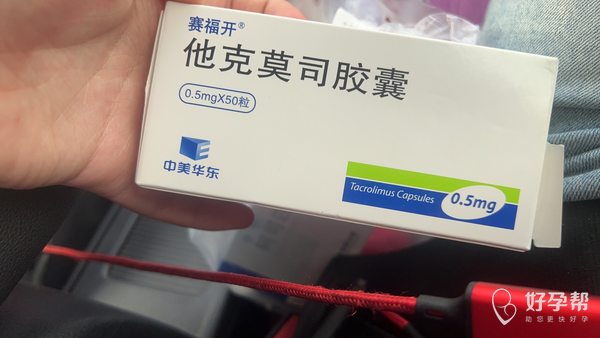 赛福开®
他克莫司胶囊
0.5mgX50粒
中美华东
Tacrolimus Capsules
0.5mg
好孕帮
助您更快好孕